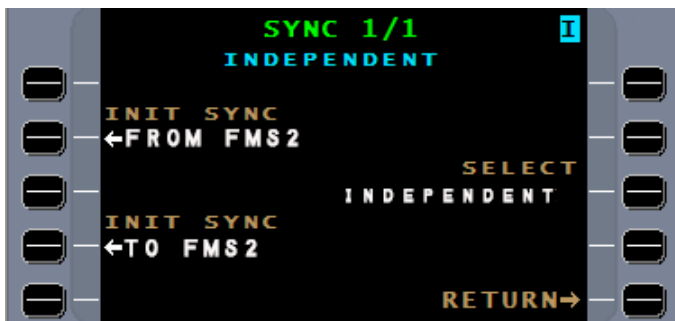 SYNC 1/1 I
INDEPENDENT
INIT SYNC
←FROM FMS2
SELECT
INDEPENDENT
INIT SYNC
←TO FMS2
RETURN→